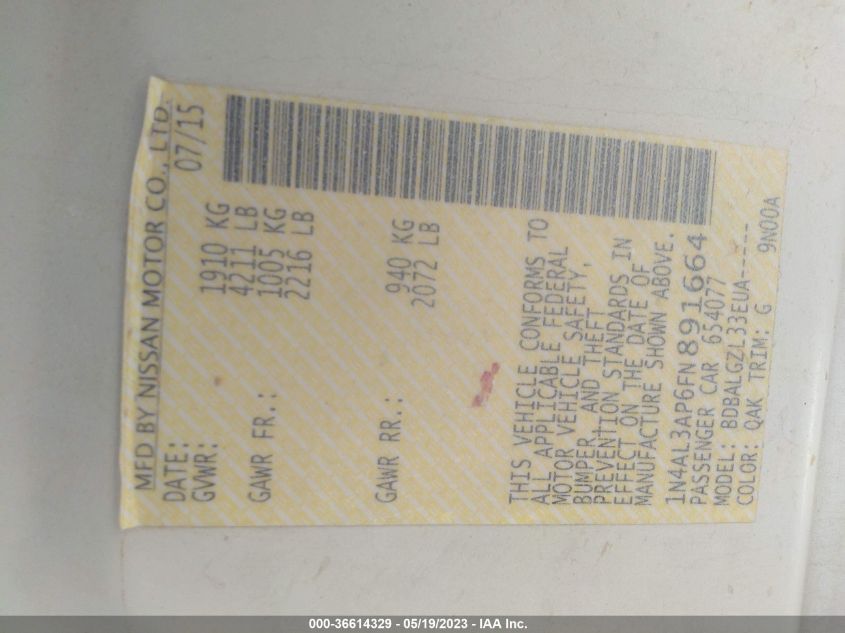 MFD BY NISSAN MOTOR CO., LTD.
DATE: 07/15
GVWR: 1910 KG
4211 LB
GAWR FR.: 1005 KG
2216 LB
GAWR RR.: 940 KG
2072 LB
THIS VEHICLE CONFORMS TO
ALL APPLICABLE FEDERAL
MOTOR VEHICLE SAFETY,
BUMPER, AND THEFT
PREVENTION STANDARDS IN
EFFECT ON THE DATE OF
MANUFACTURE SHOWN ABOVE.
1N4AL3AP6FN891664
PASSENGER CAR 654077
MODEL: BDBALGZL33EUA-----
COLOR: QAK TRIM: G 9N00A
000-36614329 - 05/19/2023 - IAA Inc.